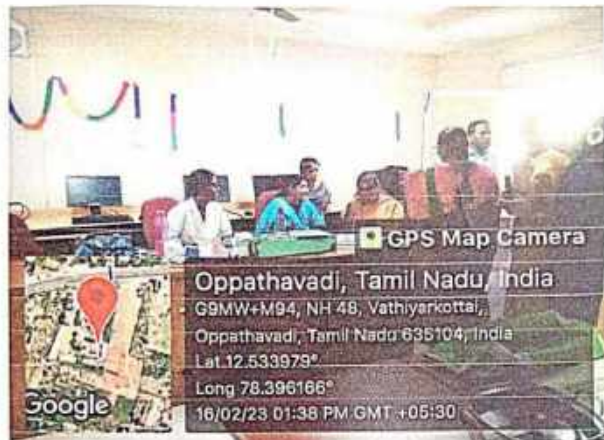 GPS Map Camera
Oppathavadi, Tamil Nadu, India
G9MW+M94, NH 48, Vathiyarkottai,,
Oppathavadi, Tamil Nadu 635104, India
Lat 12.533979°
Long 78.396166°
16/02/23 01:38 PM GMT +05:30
Google